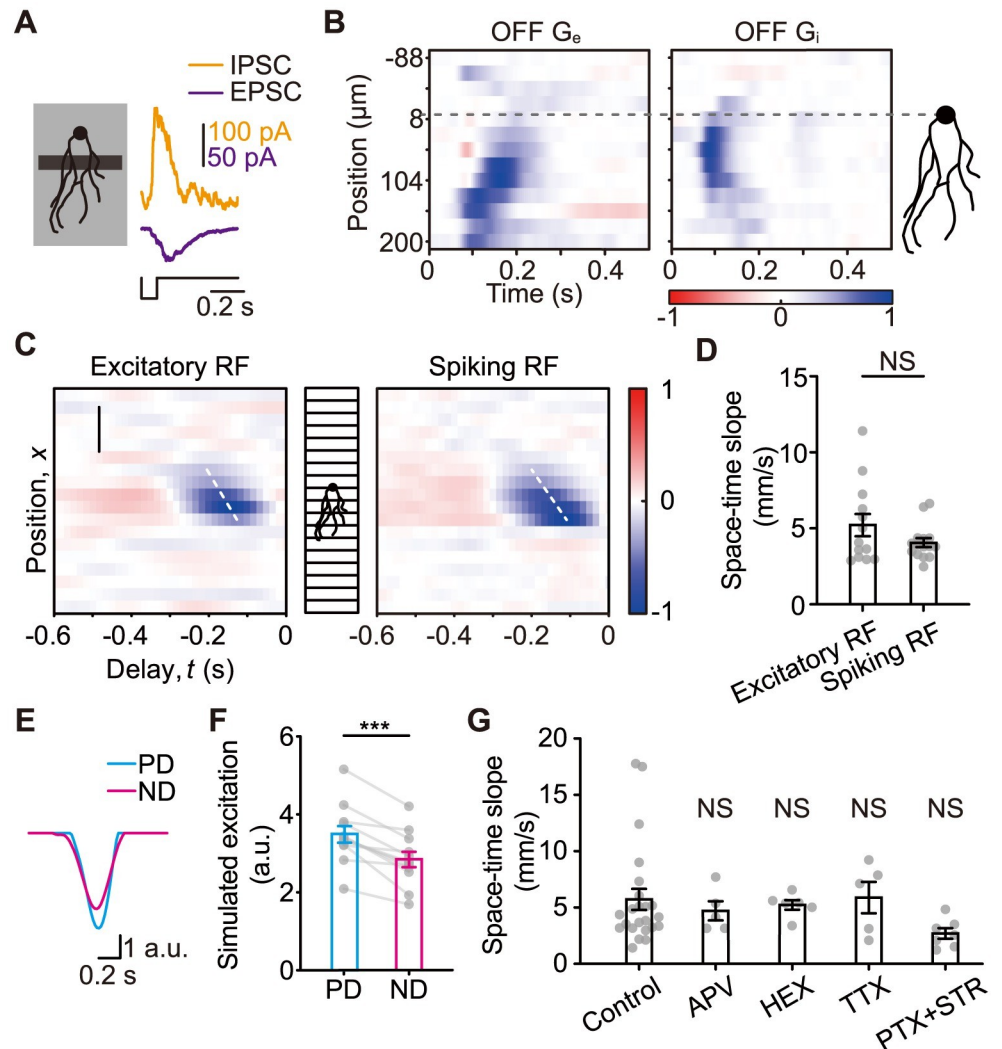 A
IPSC
EPSC
100 pA
50 pA
0.2 s
B
OFF Ge
OFF Gi
Position (µm)
-88
8
104
200
0
0.2
0.4
0
0.2
0.4
Time (s)
-1
0
1
C
Excitatory RF
Spiking RF
Position, x
-0.6
-0.4
-0.2
0
-0.6
-0.4
-0.2
0
Delay, t (s)
1
0
-1
D
NS
Space-time slope
(mm/s)
15
10
5
0
Excitatory RF
Spiking RF
E
PD
ND
1 a.u.
0.2 s
F
***
Simulated excitation
(a.u.)
6
4
2
0
PD
ND
G
Space-time slope
(mm/s)
20
15
10
5
0
NS
NS
NS
NS
Control
APV
HEX
TTX
PTX+STR